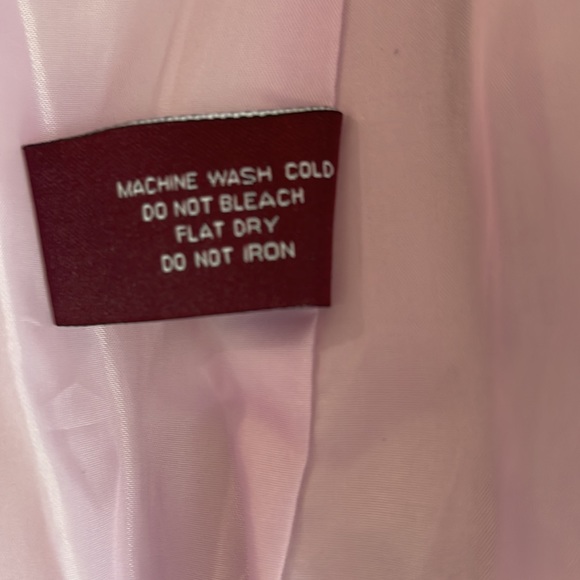 MACHINE WASH COLD
DO NOT BLEACH
FLAT DRY
DO NOT IRON